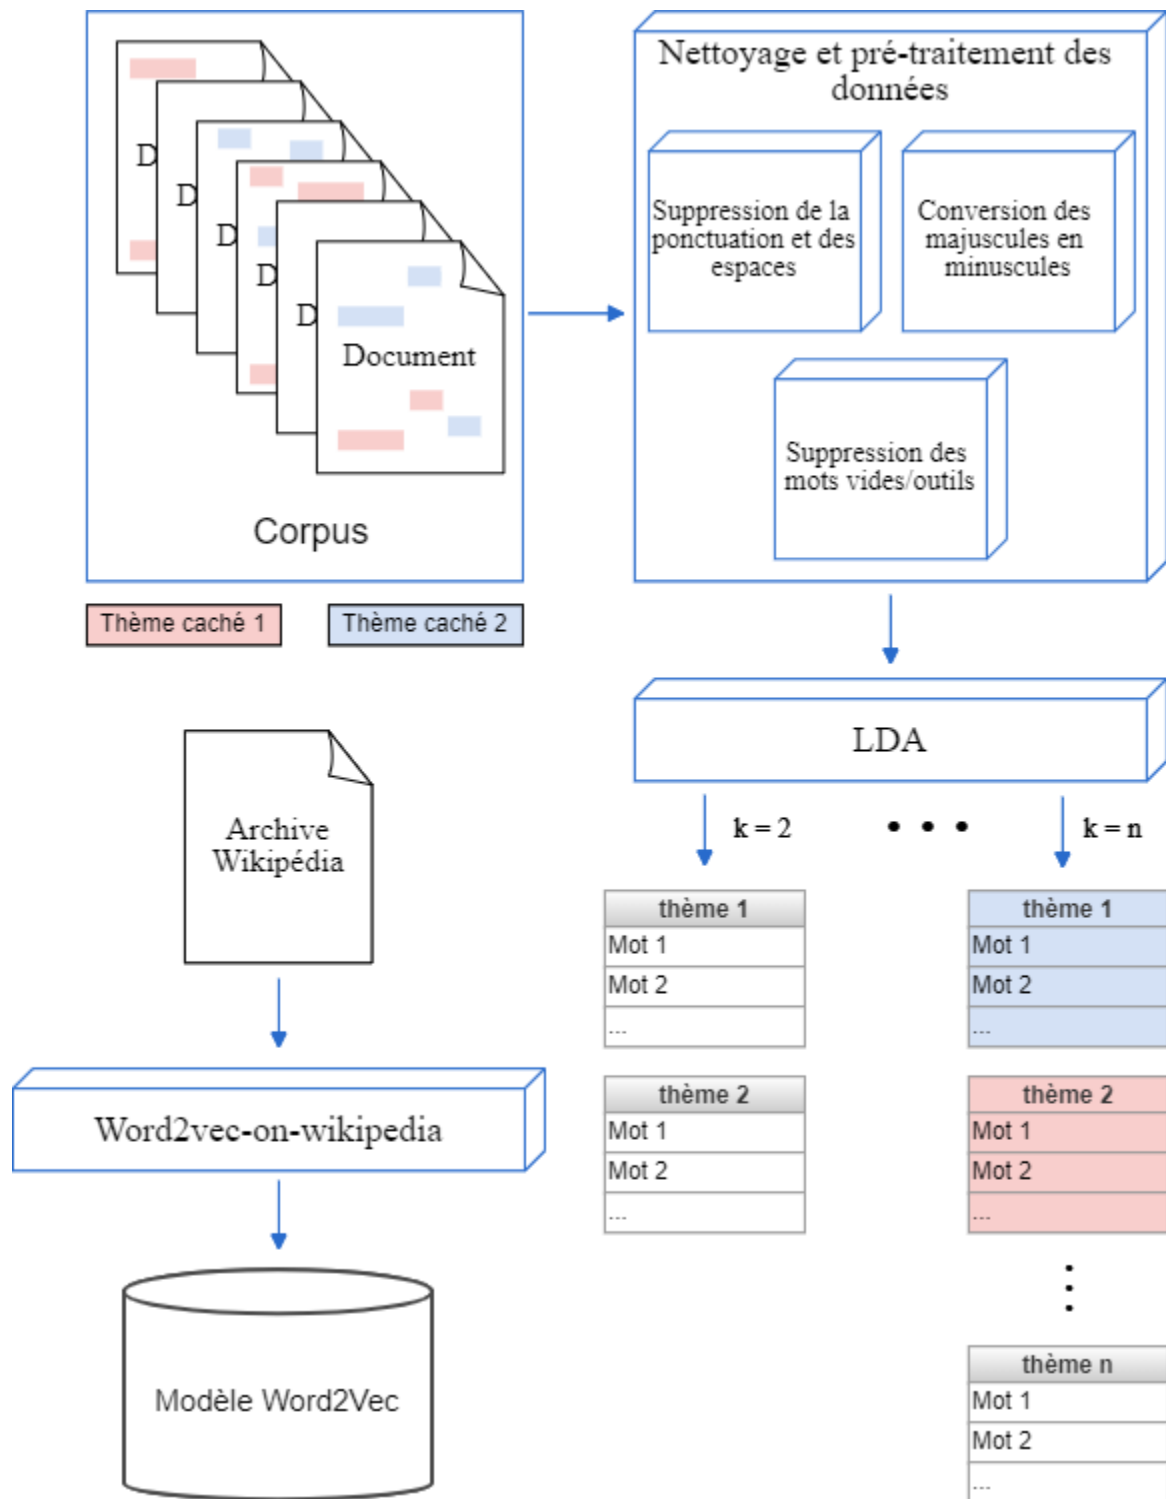 D
D
D
D
D
Document
Corpus
Thème caché 1
Thème caché 2
Nettoyage et pré-traitement des
données
Suppression de la
ponctuation et des
espaces
Conversion des
majuscules en
minuscules
Suppression des
mots vides/outils
LDA
k = 2
• • •
k = n
thème 1
Mot 1
Mot 2
...
thème 2
Mot 1
Mot 2
...
thème 1
Mot 1
Mot 2
...
thème 2
Mot 1
Mot 2
...
thème n
Mot 1
Mot 2
...
Archive
Wikipédia
Word2vec-on-wikipedia
Modèle Word2Vec